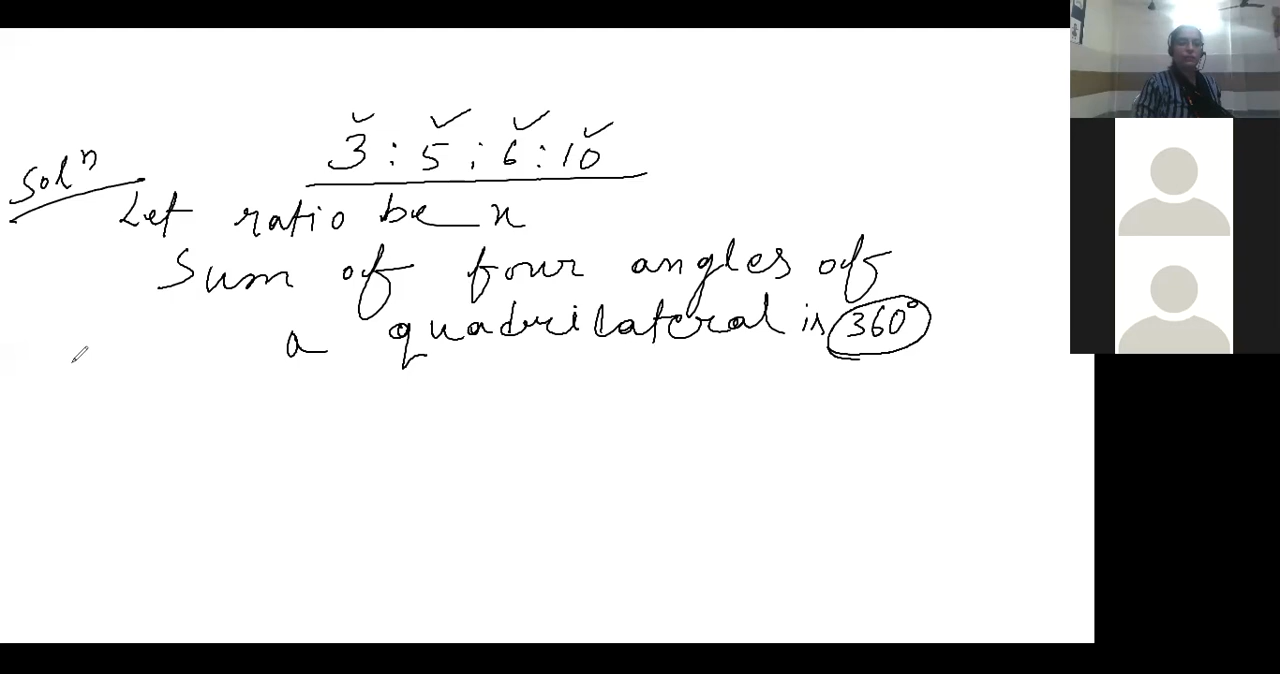 3 : 5 : 6 : 10
Solⁿ
Let ratio be x
Sum of four angles of
a quadrilateral is 360°